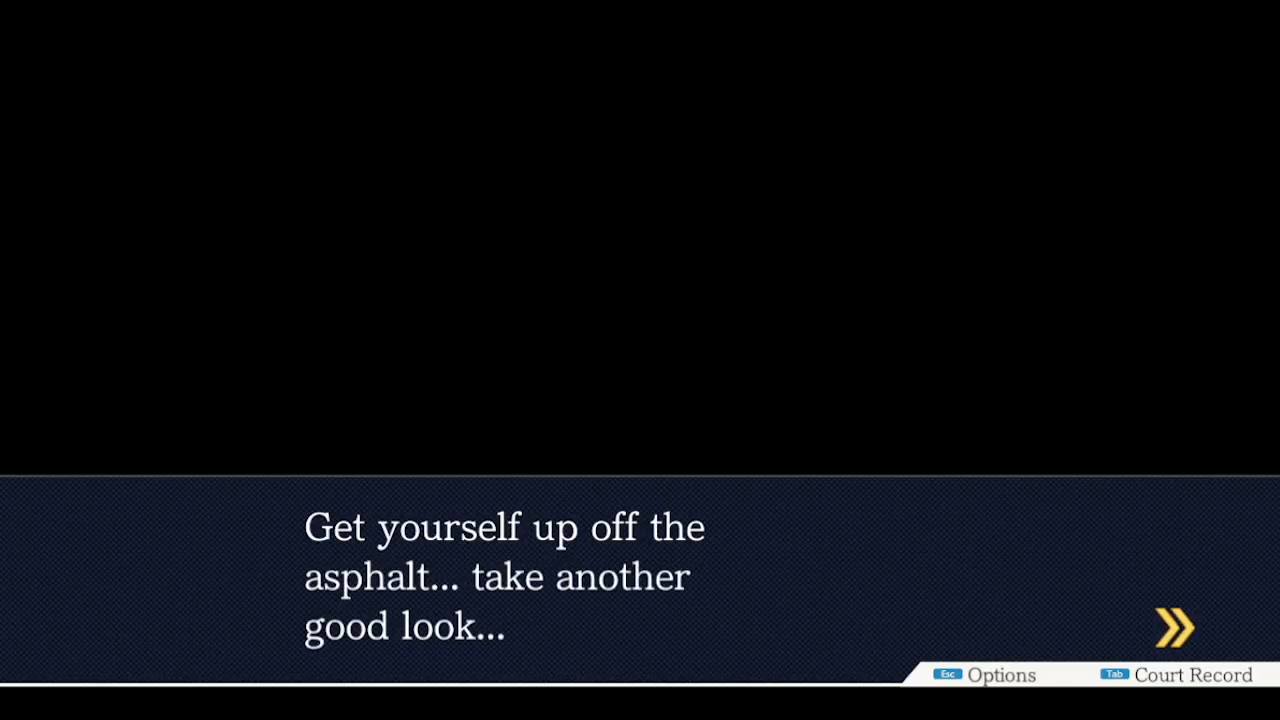 Get yourself up off the
asphalt... take another
good look...
Esc Options Tab Court Record